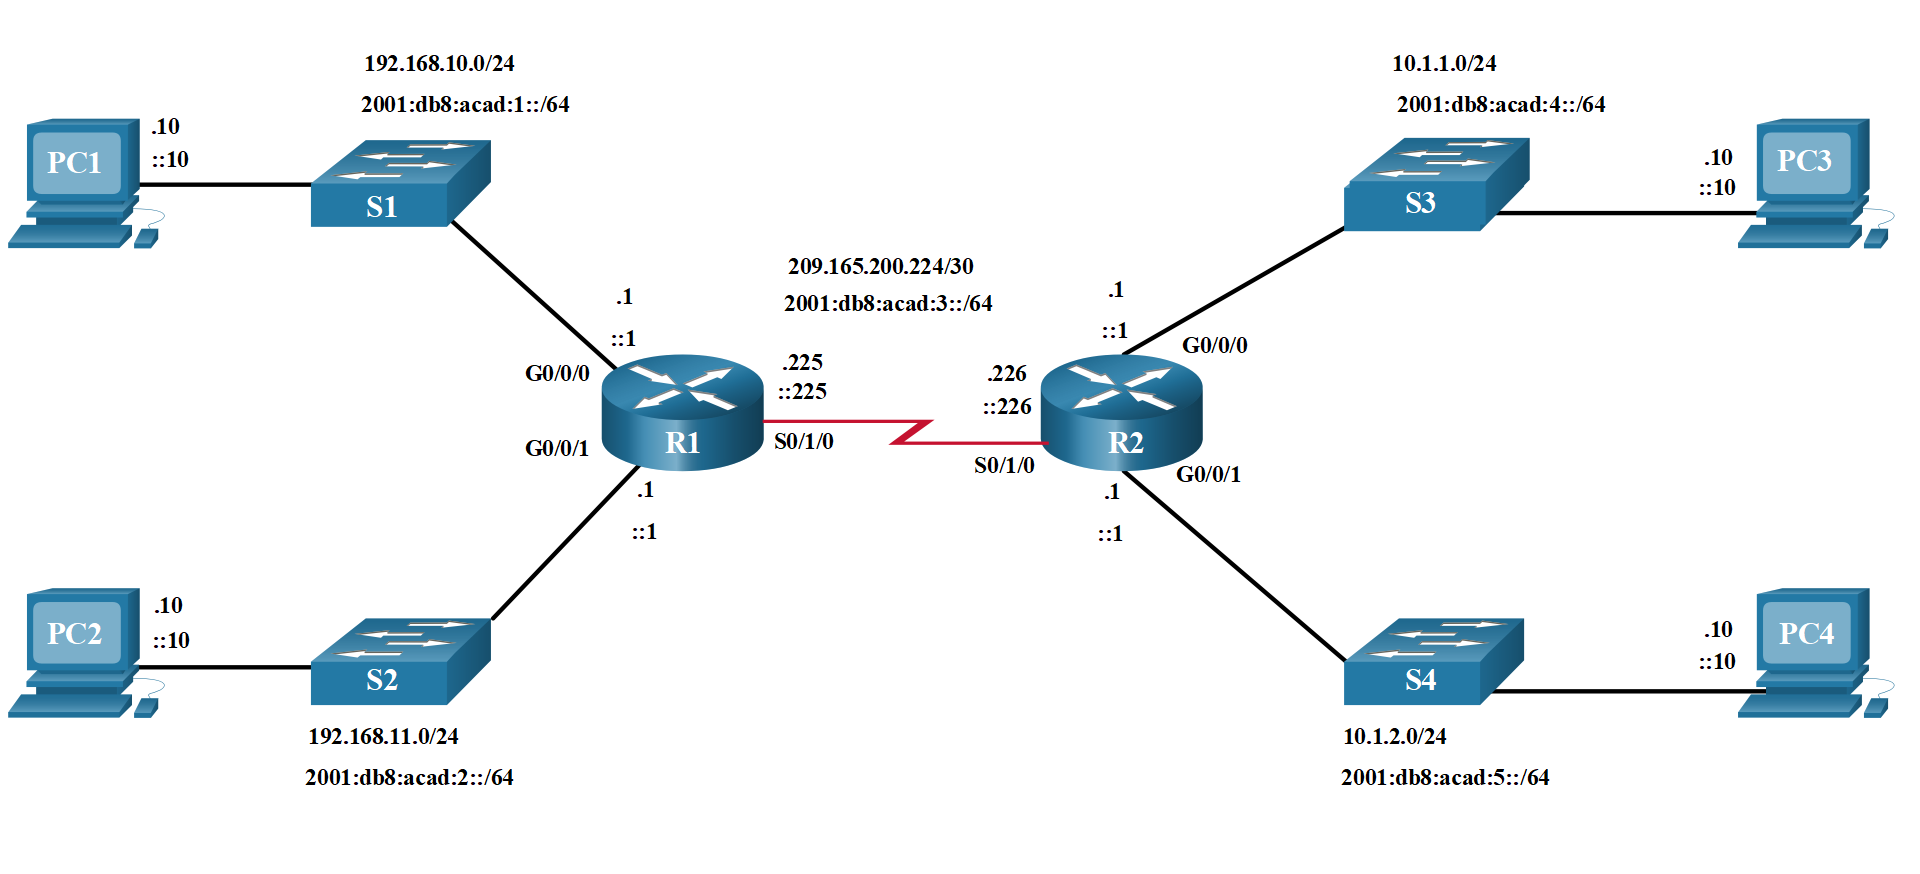 192.168.10.0/24
2001:db8:acad:1::/64
10.1.1.0/24
2001:db8:acad:4::/64
.10
::10
PC1
S1
S3
.10
::10
PC3
209.165.200.224/30
2001:db8:acad:3::/64
.1
::1
.1
::1
G0/0/0
G0/0/0
.225
::225
.226
::226
G0/0/1
R1
S0/1/0
S0/1/0
R2
G0/0/1
.1
::1
.1
::1
.10
::10
PC2
S2
S4
.10
::10
PC4
192.168.11.0/24
2001:db8:acad:2::/64
10.1.2.0/24
2001:db8:acad:5::/64